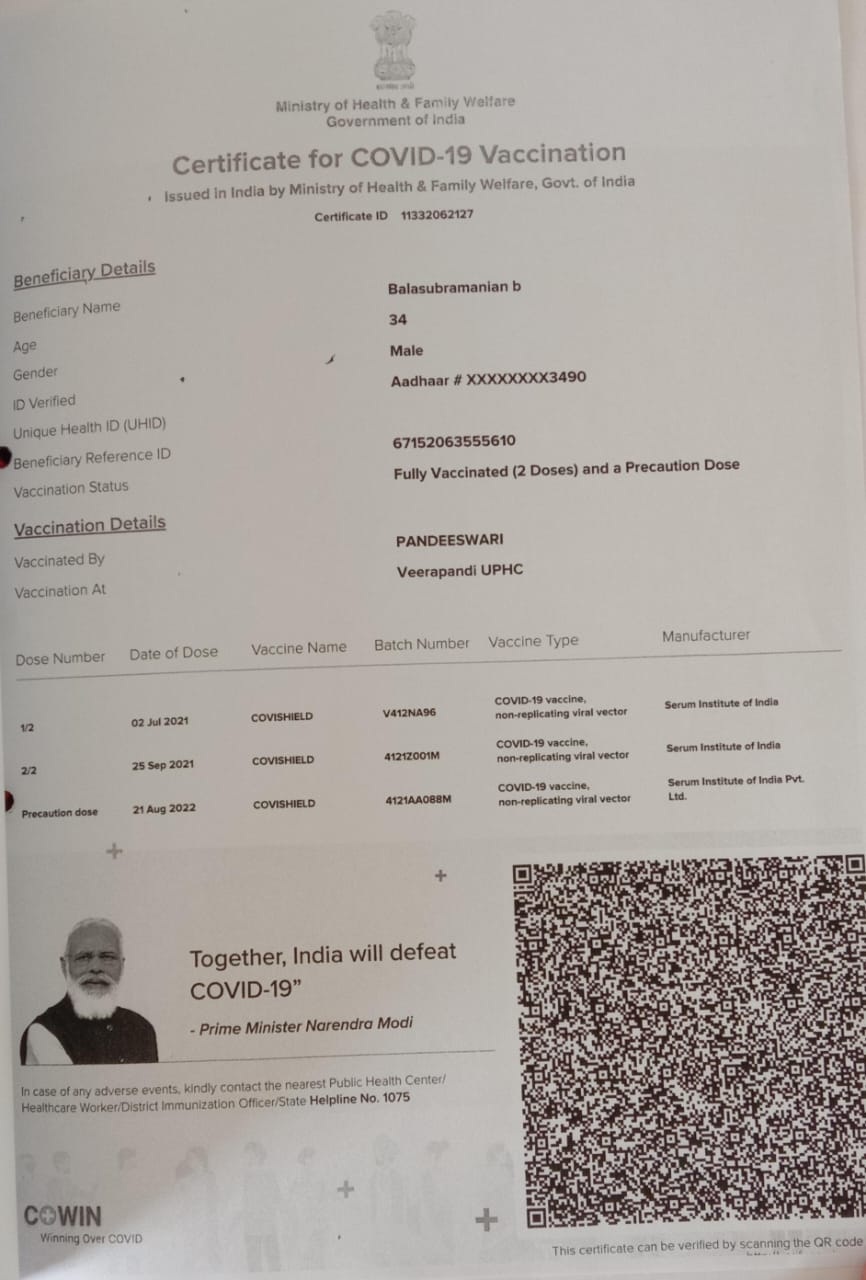 Ministry of Health & Family Welfare
Government of India
Certificate for COVID-19 Vaccination
Issued in India by Ministry of Health & Family Welfare, Govt. of India
Certificate ID 11332062127
Beneficiary Details
Beneficiary Name Balasubramanian b
Age 34
Gender Male
ID Verified Aadhaar # XXXXXXXX3490
Unique Health ID (UHID)
Beneficiary Reference ID 67152063555610
Vaccination Status Fully Vaccinated (2 Doses) and a Precaution Dose
Vaccination Details
Vaccinated By PANDEESWARI
Vaccination At Veerapandi UPHC
Dose Number Date of Dose Vaccine Name Batch Number Vaccine Type Manufacturer
1/2 02 Jul 2021 COVISHIELD V412NA96 COVID-19 vaccine, non-replicating viral vector Serum Institute of India
2/2 25 Sep 2021 COVISHIELD 4121Z001M COVID-19 vaccine, non-replicating viral vector Serum Institute of India
Precaution dose 21 Aug 2022 COVISHIELD 4121AA088M COVID-19 vaccine, non-replicating viral vector Serum Institute of India Pvt. Ltd.
Together, India will defeat
COVID-19”
- Prime Minister Narendra Modi
In case of any adverse events, kindly contact the nearest Public Health Center/
Healthcare Worker/District Immunization Officer/State Helpline No. 1075
COWIN
Winning Over COVID
This certificate can be verified by scanning the QR code